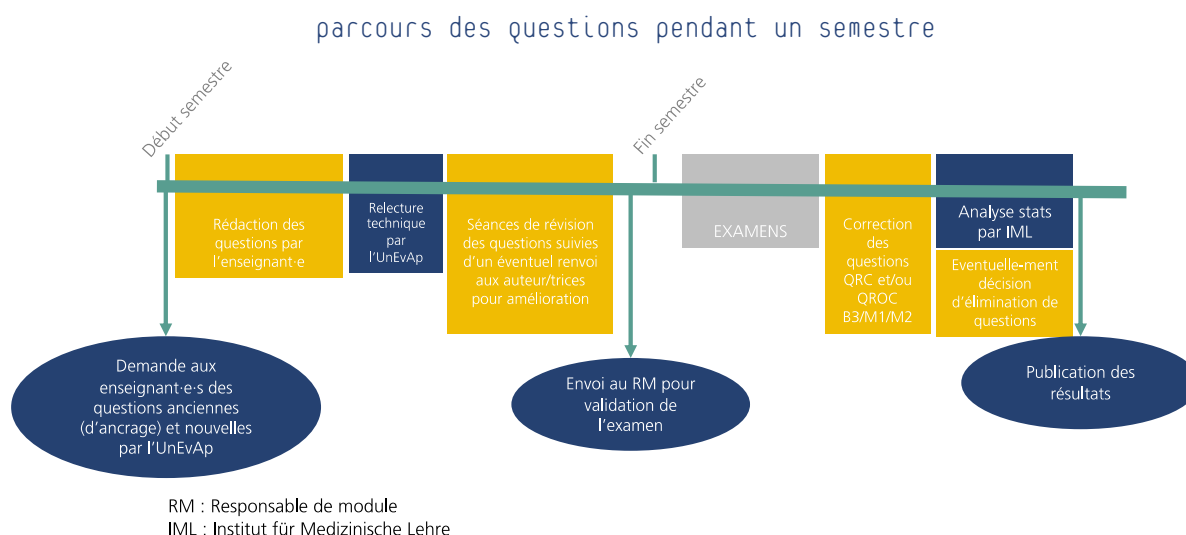 parcours des questions pendant un semestre
Début semestre
Fin semestre
Rédaction des
questions par
l'enseignant·e
Relecture
technique
par
l'UnEvAp
Séances de révision
des questions suivies
d'un éventuel renvoi
aux auteur/trices
pour amélioration
EXAMENS
Correction
des
questions
QRC et/ou
QROC
B3/M1/M2
Analyse stats
par IML
Eventuelle-ment
décision
d'élimination de
questions
Demande aux
enseignant·e·s des
questions anciennes
(d'ancrage) et nouvelles
par l'UnEvAp
Envoi au RM pour
validation de
l'examen
Publication des
résultats
RM : Responsable de module
IML : Institut für Medizinische Lehre